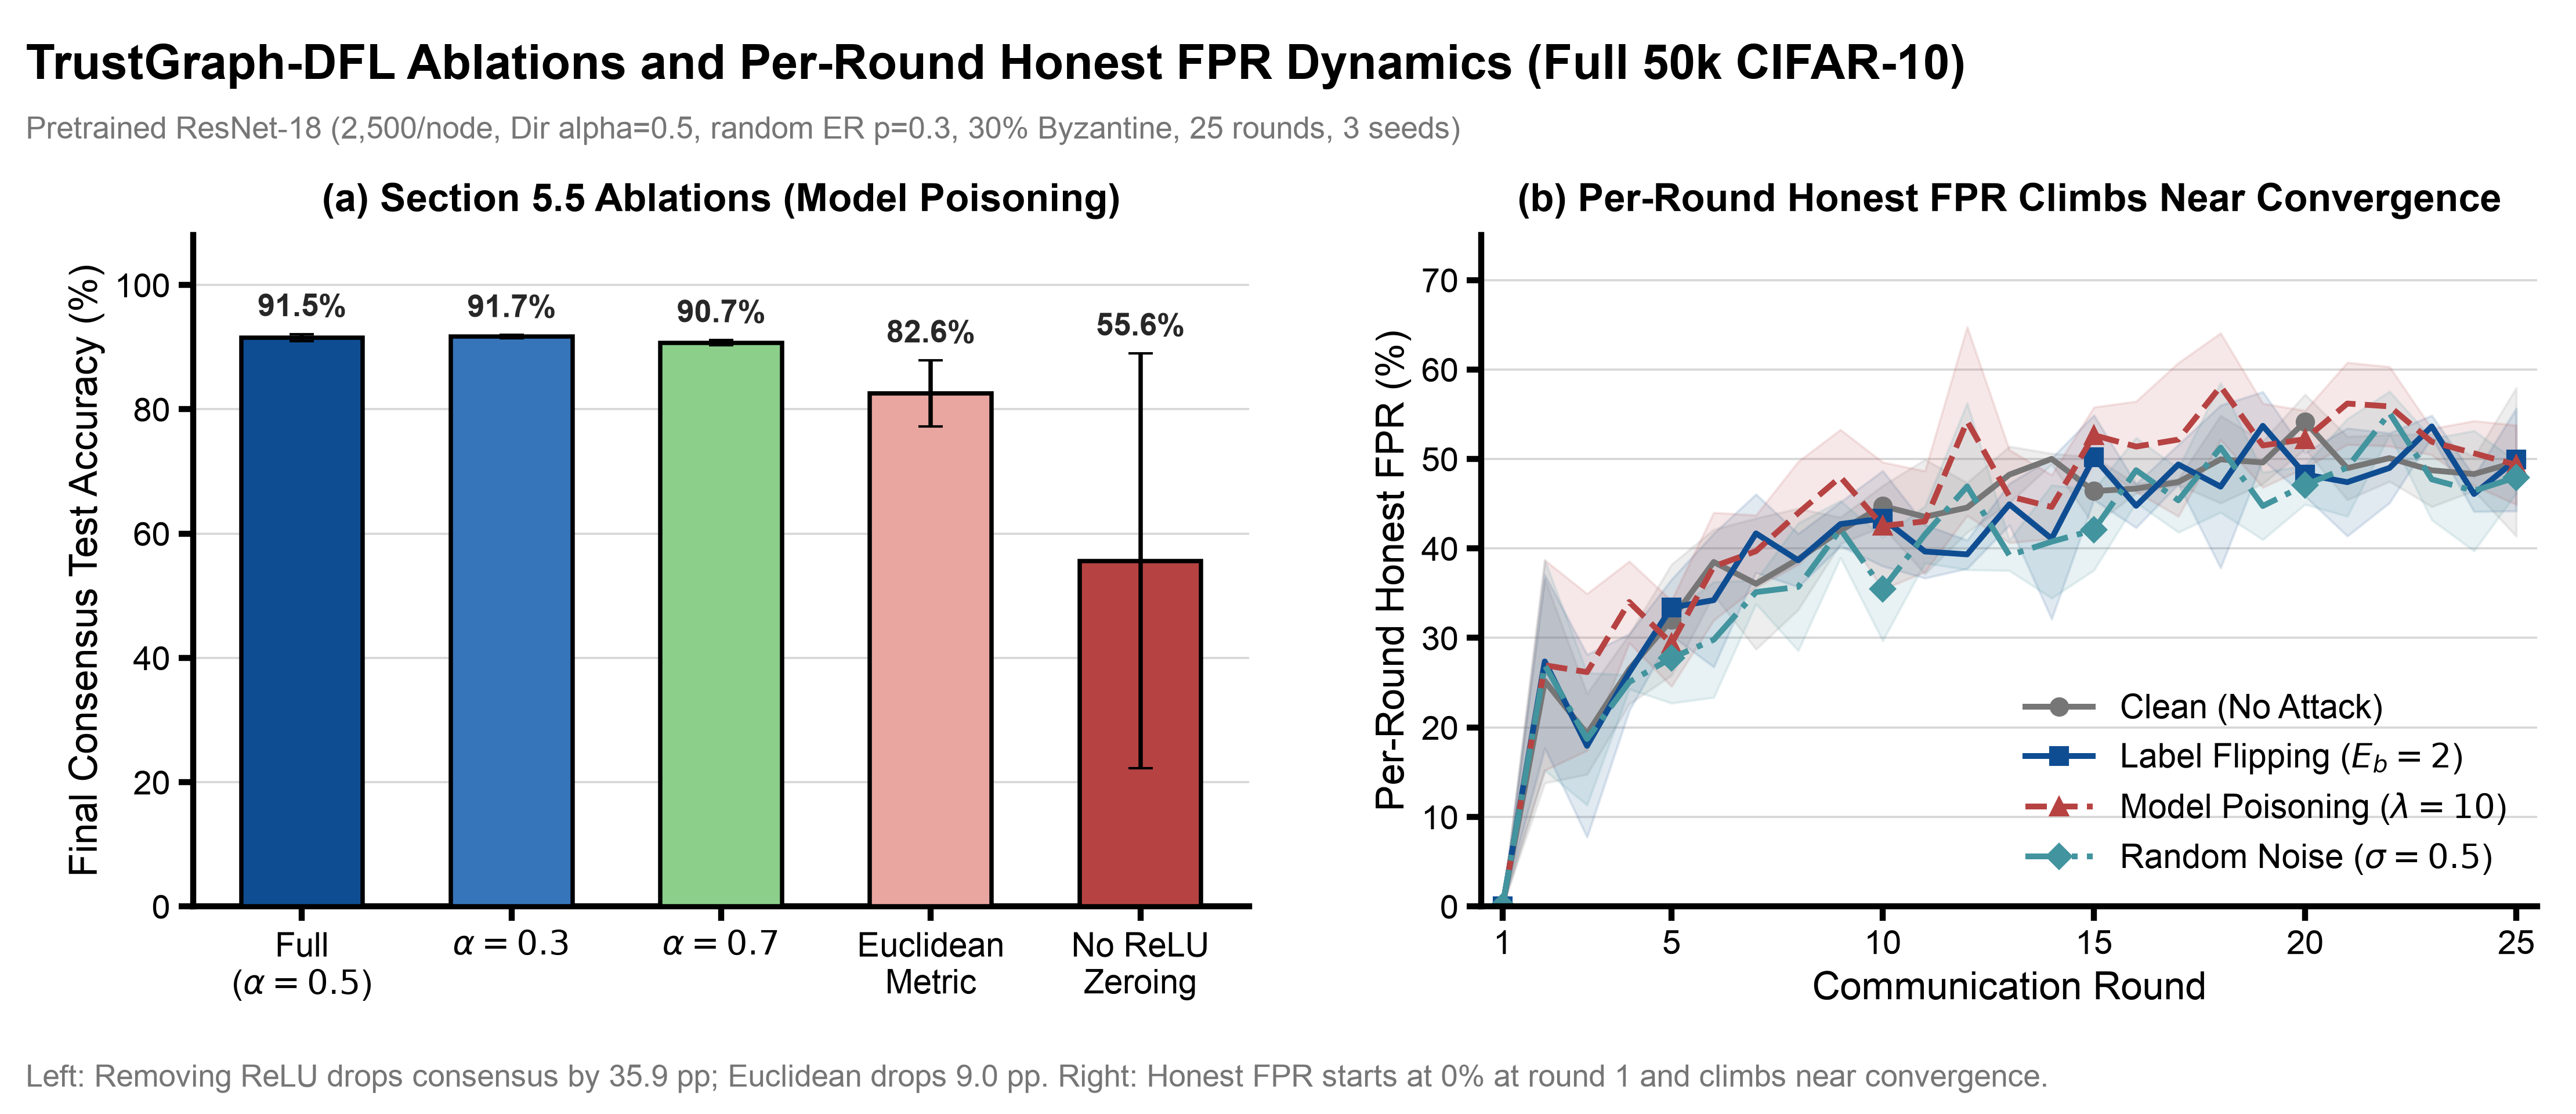 TrustGraph-DFL Ablations and Per-Round Honest FPR Dynamics (Full 50k CIFAR-10)
Pretrained ResNet-18 (2,500/node, Dir alpha=0.5, random ER p=0.3, 30% Byzantine, 25 rounds, 3 seeds)
(a) Section 5.5 Ablations (Model Poisoning)
Final Consensus Test Accuracy (%)
100
80
60
40
20
0
91.5%
91.7%
90.7%
82.6%
55.6%
Full
(α = 0.5)
α = 0.3
α = 0.7
Euclidean
Metric
No ReLU
Zeroing
(b) Per-Round Honest FPR Climbs Near Convergence
Per-Round Honest FPR (%)
70
60
50
40
30
20
10
0
Clean (No Attack)
Label Flipping (E_b = 2)
Model Poisoning (λ = 10)
Random Noise (σ = 0.5)
1
5
10
15
20
25
Communication Round
Left: Removing ReLU drops consensus by 35.9 pp; Euclidean drops 9.0 pp. Right: Honest FPR starts at 0% at round 1 and climbs near convergence.